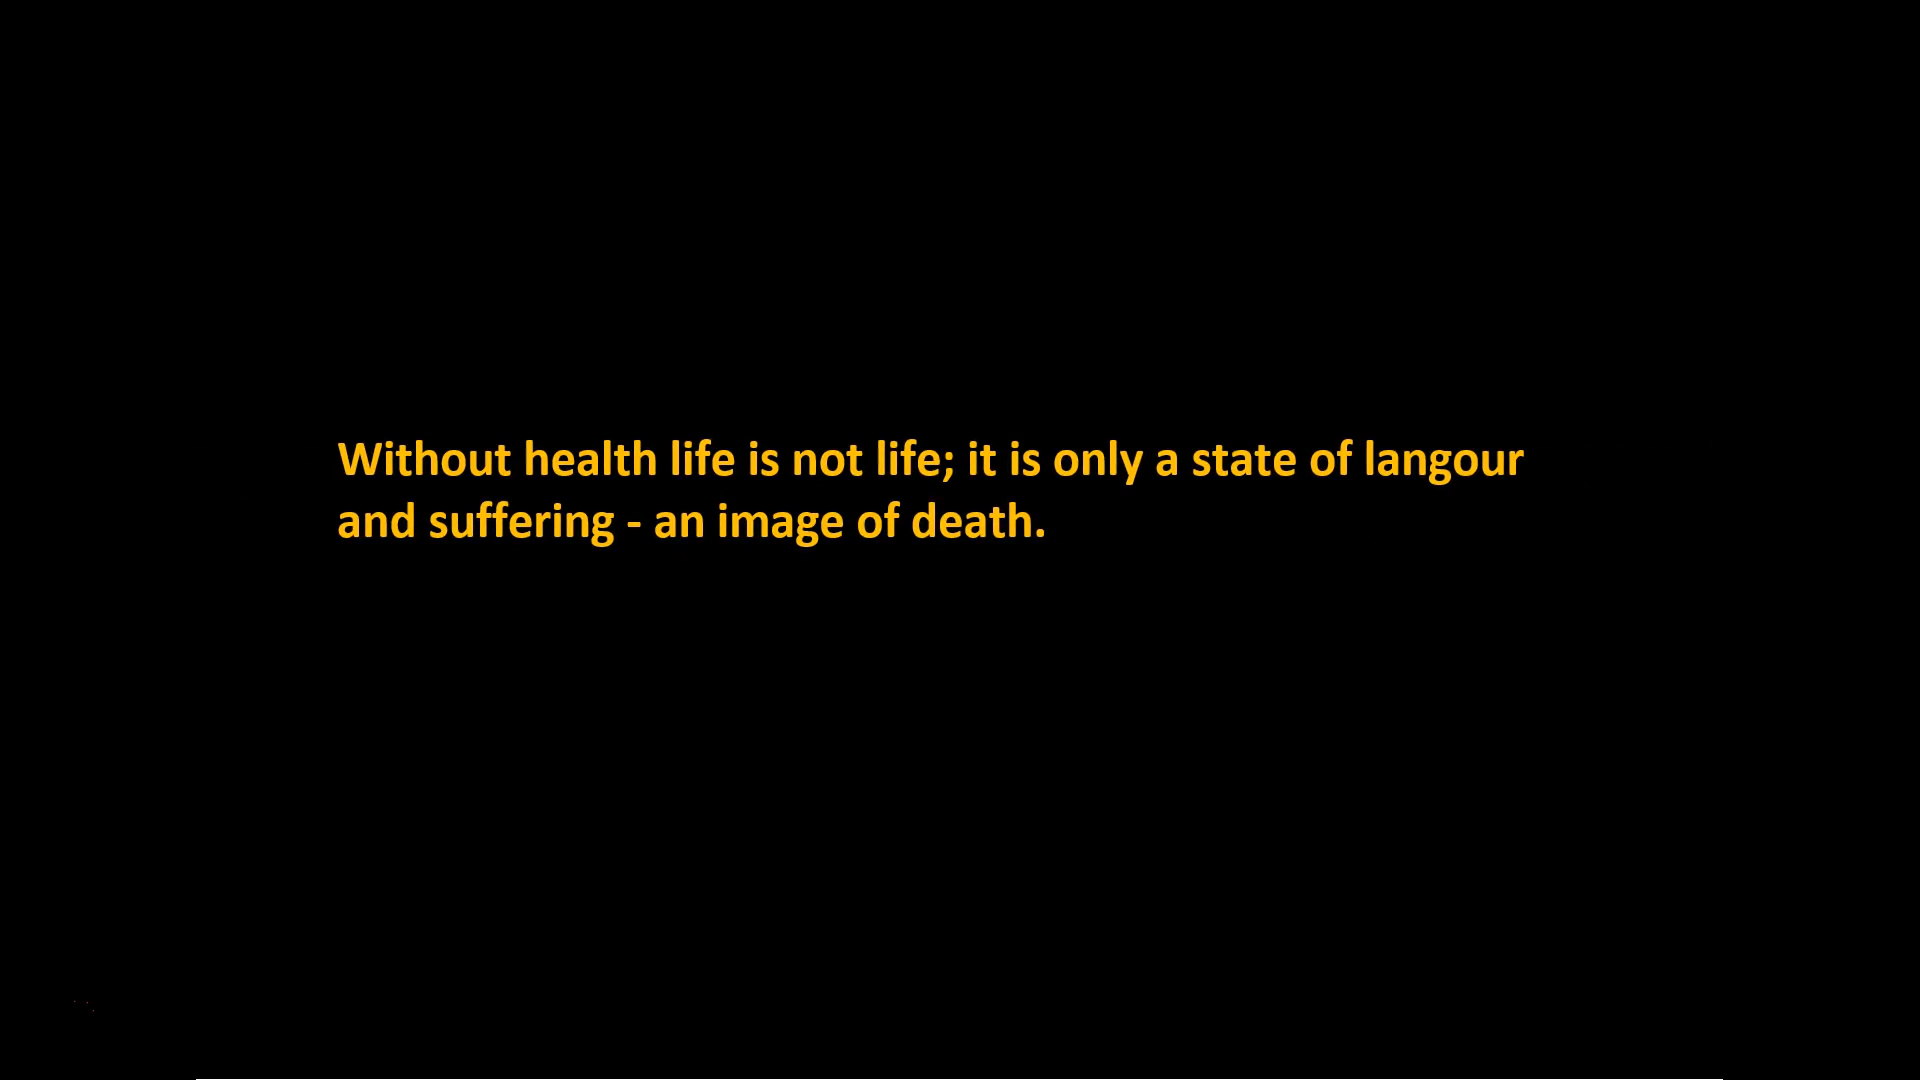 Without health life is not life; it is only a state of langour
and suffering - an image of death.